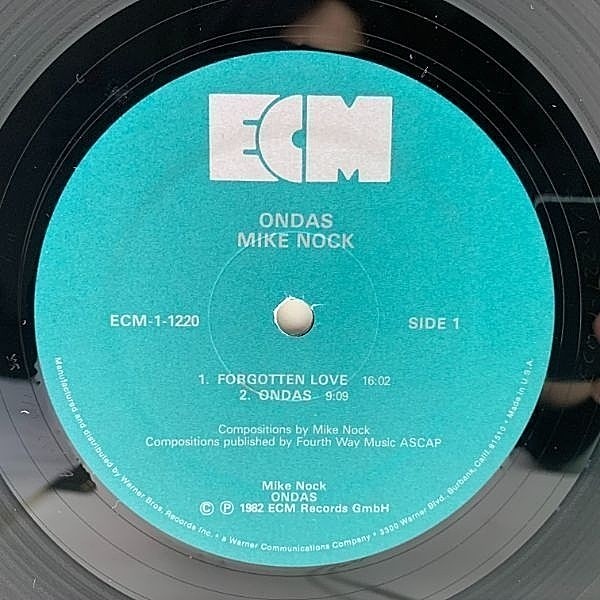 ECM
ONDAS
MIKE NOCK
ECM-1-1220
SIDE 1
1. FORGOTTEN LOVE 16:02
2. ONDAS 9:09
Compositions by Mike Nock
Compositions published by Fourth Way Music ASCAP
Mike Nock
ONDAS
© ℗ 1982 ECM Records GmbH
Manufactured and distributed by Warner Bros. Records Inc. • a Warner Communications Company • 3300 Warner Blvd., Burbank, Calif. 91510 • Made in U.S.A.